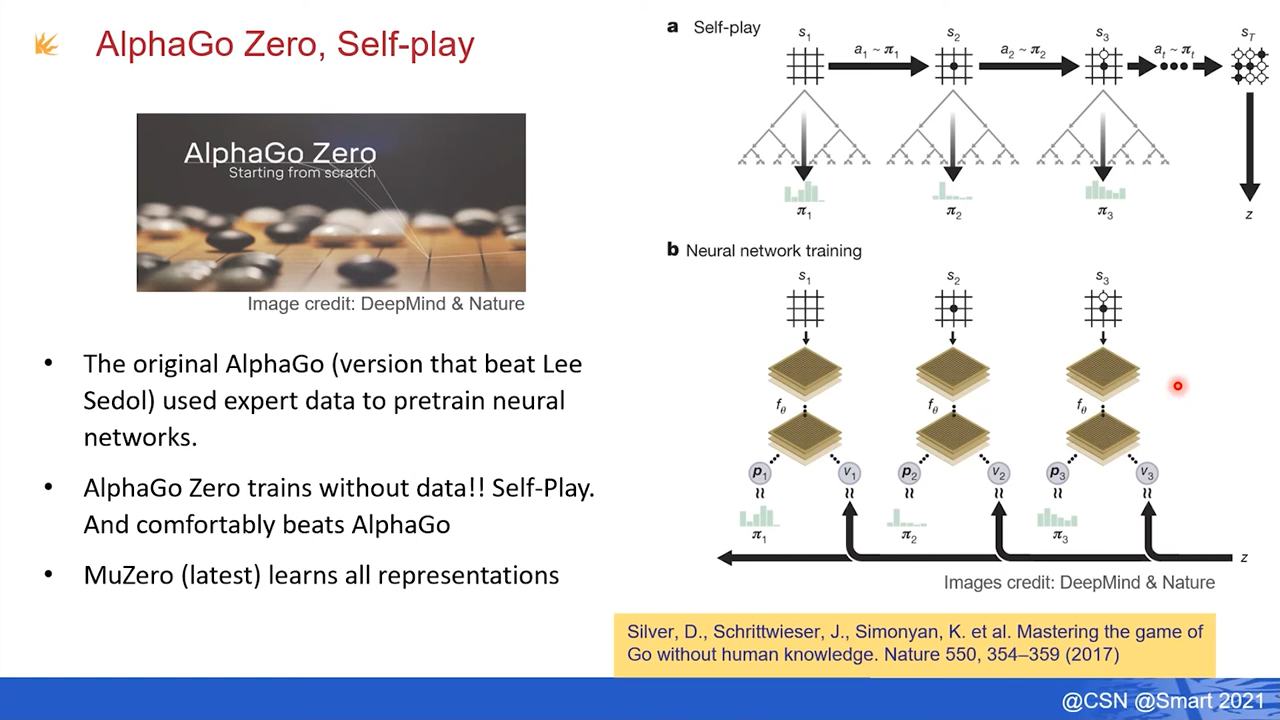 AlphaGo Zero, Self-play
AlphaGo Zero
Starting from scratch
Image credit: DeepMind & Nature
• The original AlphaGo (version that beat Lee
Sedol) used expert data to pretrain neural
networks.
• AlphaGo Zero trains without data!! Self-Play.
And comfortably beats AlphaGo
• MuZero (latest) learns all representations
a Self-play
s1 s2 s3 sT
a1 ~ π1 a2 ~ π2 at ~ πt
π1 π2 π3 z
b Neural network training
s1 s2 s3
fθ fθ fθ
p1 v1 p2 v2 p3 v3
≈ ≈ ≈ ≈ ≈ ≈
π1 π2 π3
z
Images credit: DeepMind & Nature
Silver, D., Schrittwieser, J., Simonyan, K. et al. Mastering the game of
Go without human knowledge. Nature 550, 354–359 (2017)
@CSN @Smart 2021